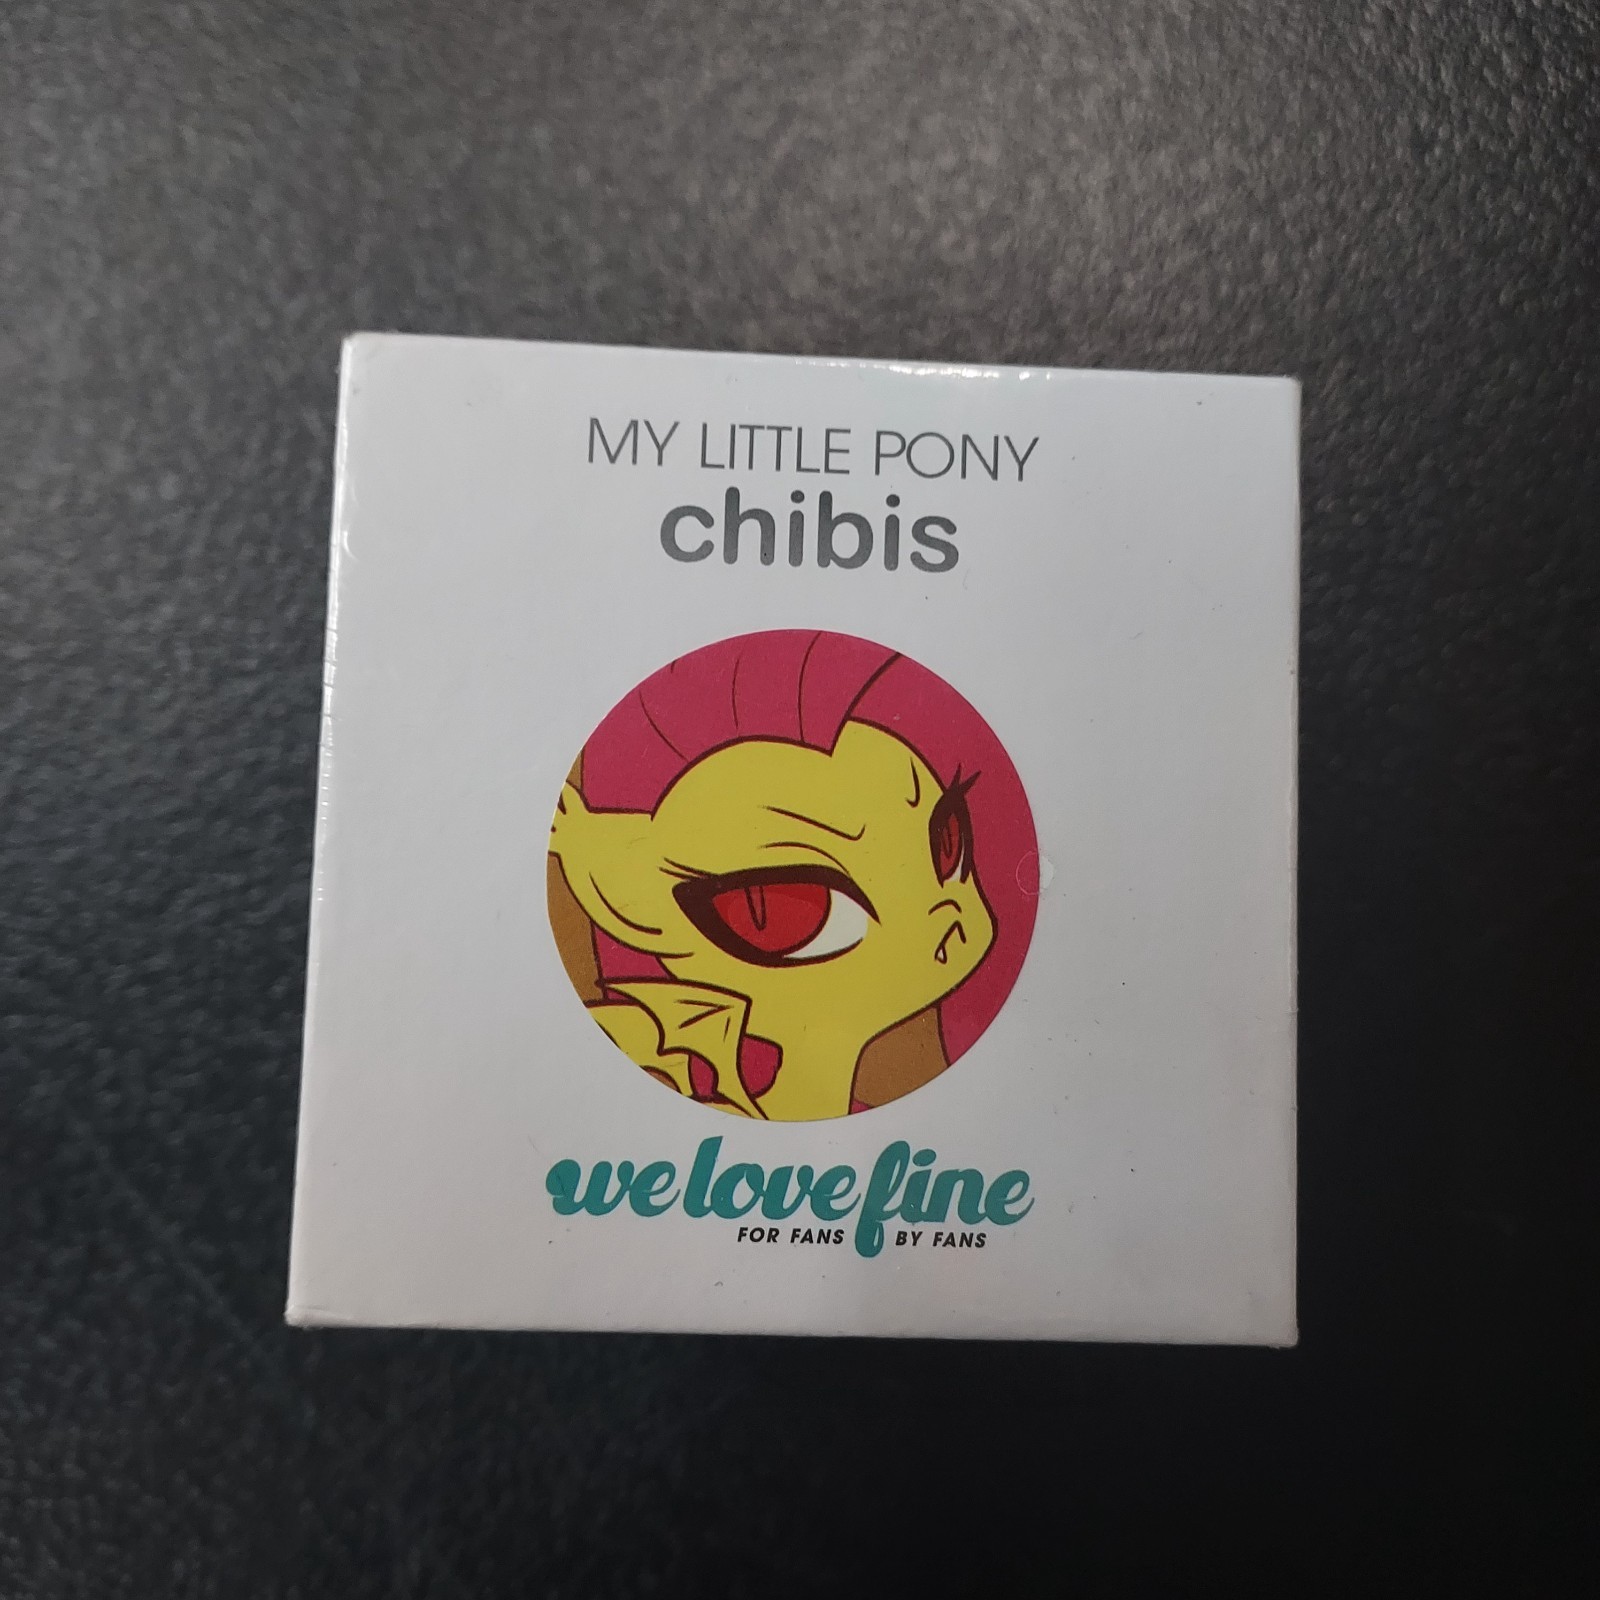 MY LITTLE PONY
chibis
welovefine
FOR FANS BY FANS